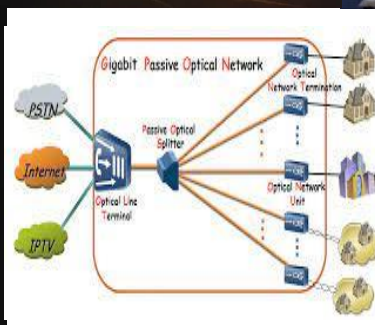 Gigabit Passive Optical Network
Optical
Network Termination
PSTN
Passive Optical
Splitter
Internet
Optical Network
Unit
Optical Line
Terminal
IPTV